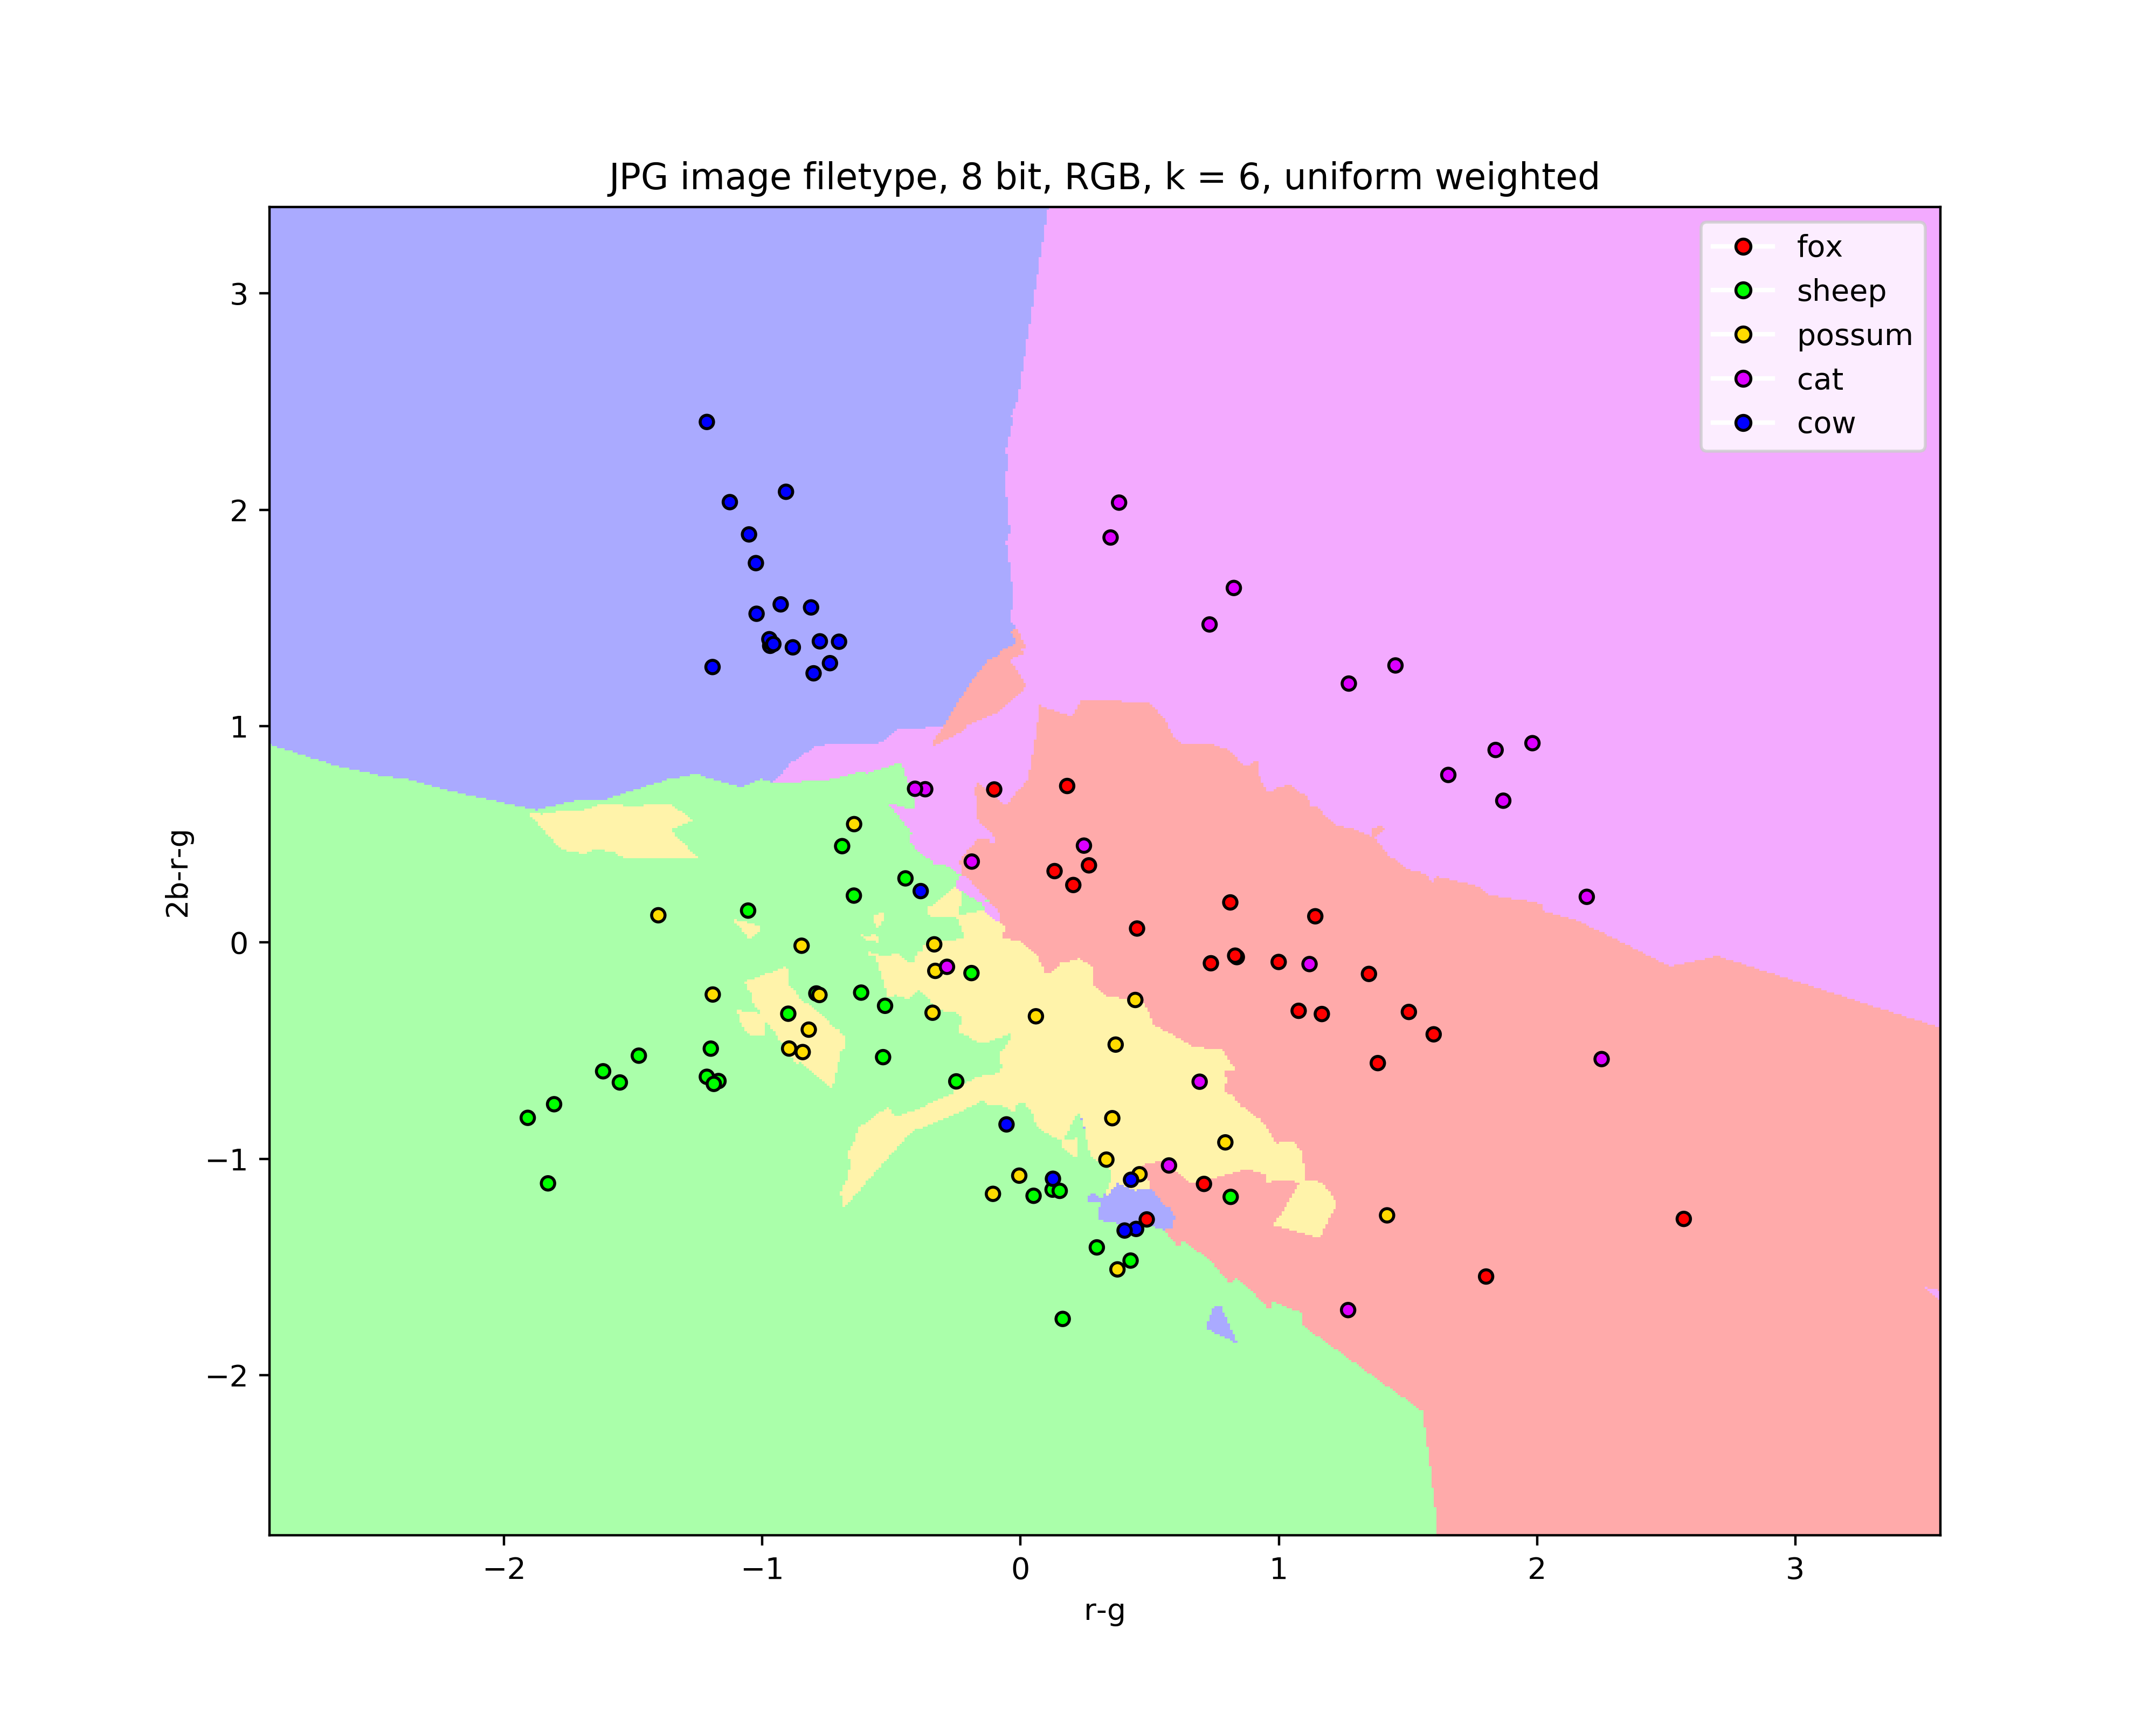 JPG image filetype, 8 bit, RGB, k = 6, uniform weighted
fox
sheep
possum
cat
cow
3
2
1
0
−1
−2
2b-r-g
−2
−1
0
1
2
3
r-g